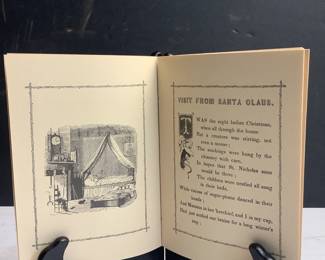 VISIT FROM SANTA CLAUS.
TWAS the night before Christmas,
when all through the house
Not a creature was stirring, not
even a mouse;
The stockings were hung by the
chimney with care,
In hopes that St. Nicholas soon
would be there;
The children were nestled all snug
in their beds,
While visions of sugar-plums danced in their
heads;
And Mamma in her 'kerchief, and I in my cap,
Had just settled our brains for a long winter's
nap;